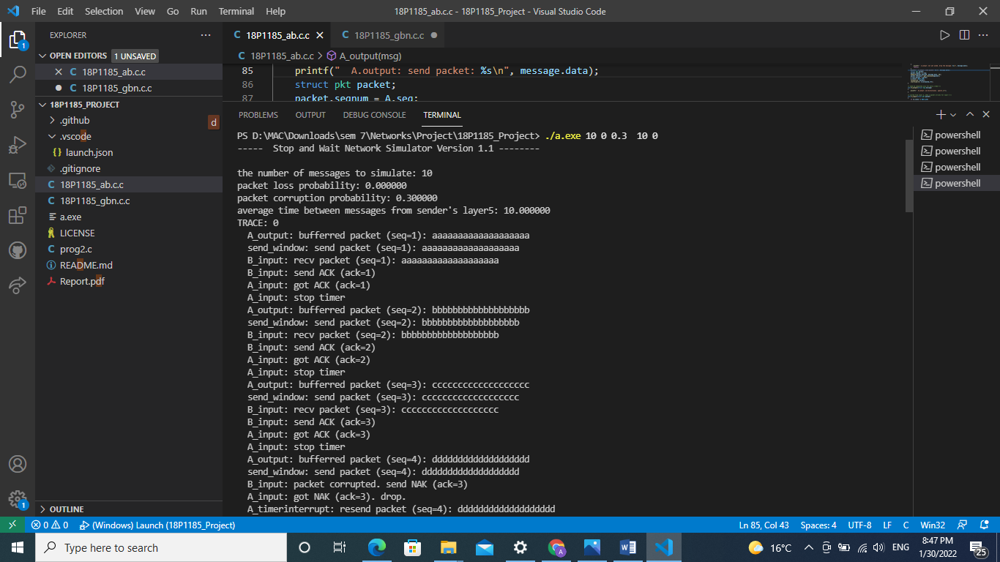 File Edit Selection View Go Run Terminal Help 18P1185_ab.c.c - 18P1185_Project - Visual Studio Code
EXPLORER
OPEN EDITORS 1 UNSAVED
18P1185_ab.c.c
18P1185_gbn.c.c
18P1185_PROJECT
.github
.vscode
launch.json
.gitignore
18P1185_ab.c.c
18P1185_gbn.c.c
a.exe
LICENSE
prog2.c
README.md
Report.pdf
d
OUTLINE
18P1185_ab.c.c 18P1185_gbn.c.c
18P1185_ab.c.c > A_output(msg)
85 printf("  A.output: send packet: %s\n", message.data);
86 struct pkt packet;
87 packet.seqnum = A.seq;
PROBLEMS OUTPUT DEBUG CONSOLE TERMINAL
PS D:\MAC\Downloads\sem 7\Networks\Project\18P1185_Project> ./a.exe 10 0 0.3  10 0
-----  Stop and Wait Network Simulator Version 1.1 --------
the number of messages to simulate: 10
packet loss probability: 0.000000
packet corruption probability: 0.300000
average time between messages from sender's layer5: 10.000000
TRACE: 0
A_output: bufferred packet (seq=1): aaaaaaaaaaaaaaaaaaa
send_window: send packet (seq=1): aaaaaaaaaaaaaaaaaaa
B_input: recv packet (seq=1): aaaaaaaaaaaaaaaaaaa
B_input: send ACK (ack=1)
A_input: got ACK (ack=1)
A_input: stop timer
A_output: bufferred packet (seq=2): bbbbbbbbbbbbbbbbbbb
send_window: send packet (seq=2): bbbbbbbbbbbbbbbbbbb
B_input: recv packet (seq=2): bbbbbbbbbbbbbbbbbbb
B_input: send ACK (ack=2)
A_input: got ACK (ack=2)
A_input: stop timer
A_output: bufferred packet (seq=3): ccccccccccccccccccc
send_window: send packet (seq=3): ccccccccccccccccccc
B_input: recv packet (seq=3): ccccccccccccccccccc
B_input: send ACK (ack=3)
A_input: got ACK (ack=3)
A_input: stop timer
A_output: bufferred packet (seq=4): ddddddddddddddddddd
send_window: send packet (seq=4): ddddddddddddddddddd
B_input: packet corrupted. send NAK (ack=3)
A_input: got NAK (ack=3). drop.
A_timerinterrupt: resend packet (seq=4): ddddddddddddddddddd
powershell
powershell
powershell
powershell
1
1
0 0 (Windows) Launch (18P1185_Project) Ln 85, Col 43 Spaces: 4 UTF-8 LF C Win32
Type here to search
16°C ENG
8:47 PM
1/30/2022
25